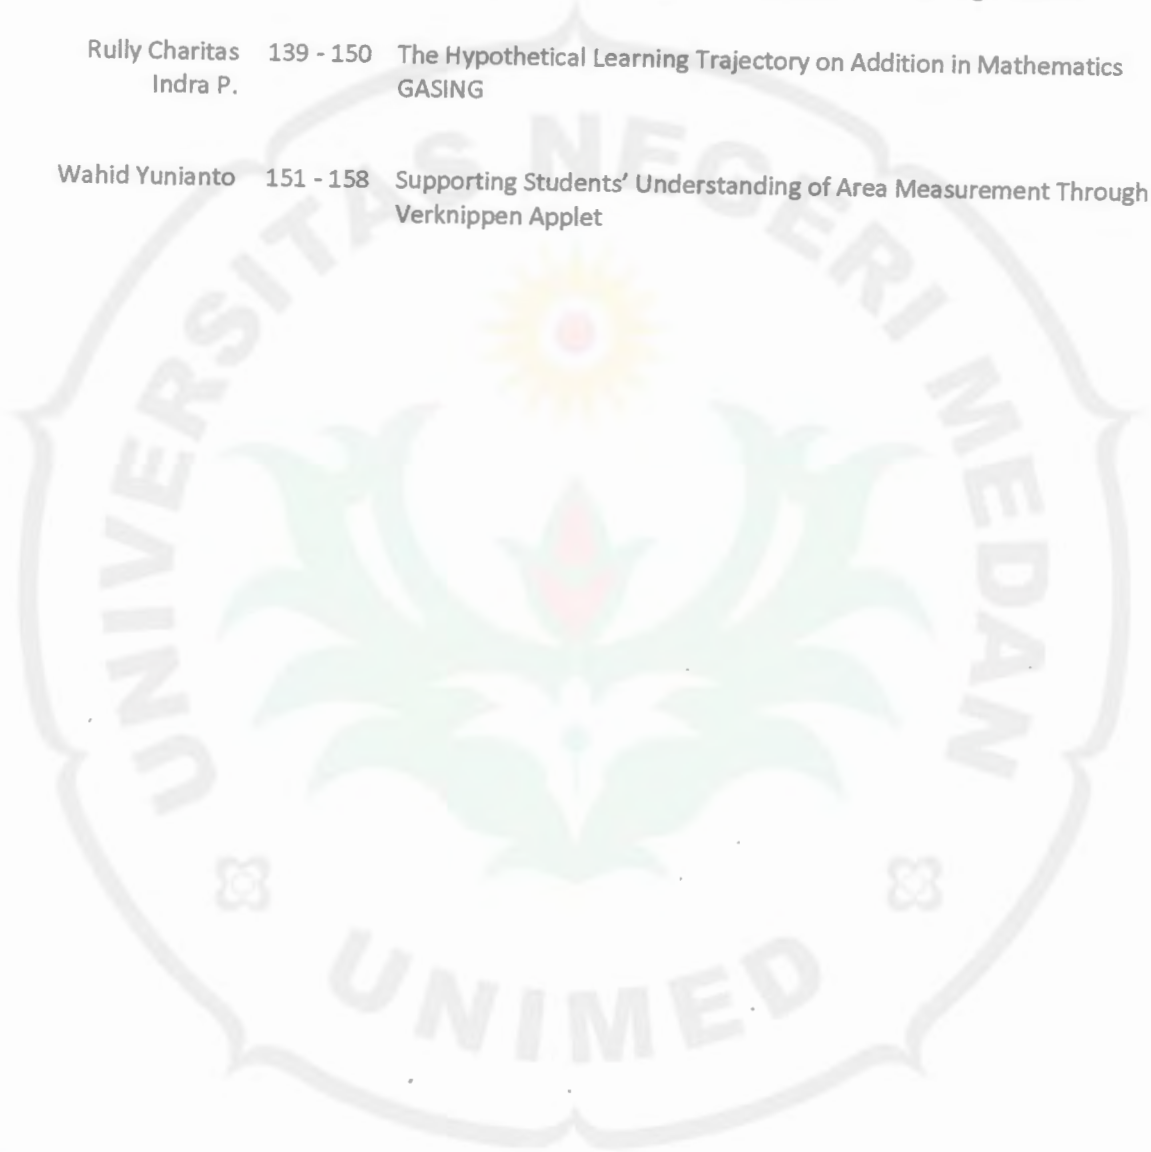 Rully Charitas 139 - 150 The Hypothetical Learning Trajectory on Addition in Mathematics
Indra P. GASING
Wahid Yunianto 151 - 158 Supporting Students' Understanding of Area Measurement Through
Verknippen Applet
UNIVERSITAS NEGERI MEDAN
UNIMED